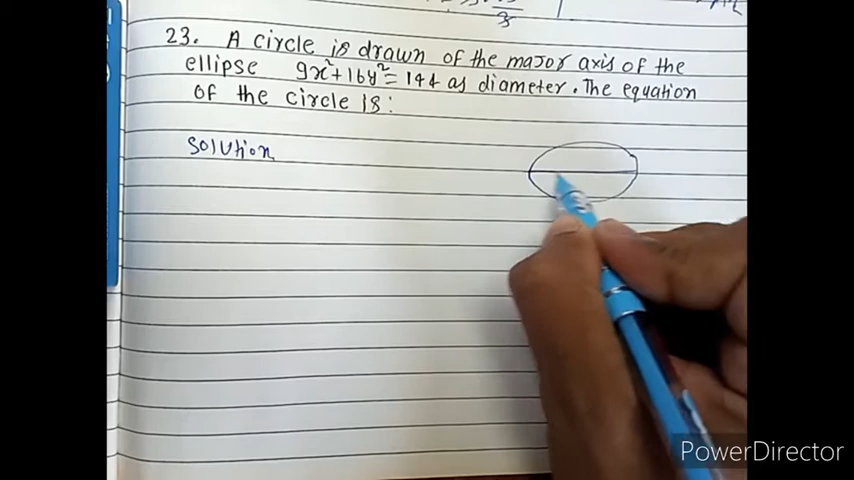 23. A circle is drawn of the major axis of the
ellipse 9x²+16y²=144 as diameter. The equation
of the circle is:
Solution
PowerDirector